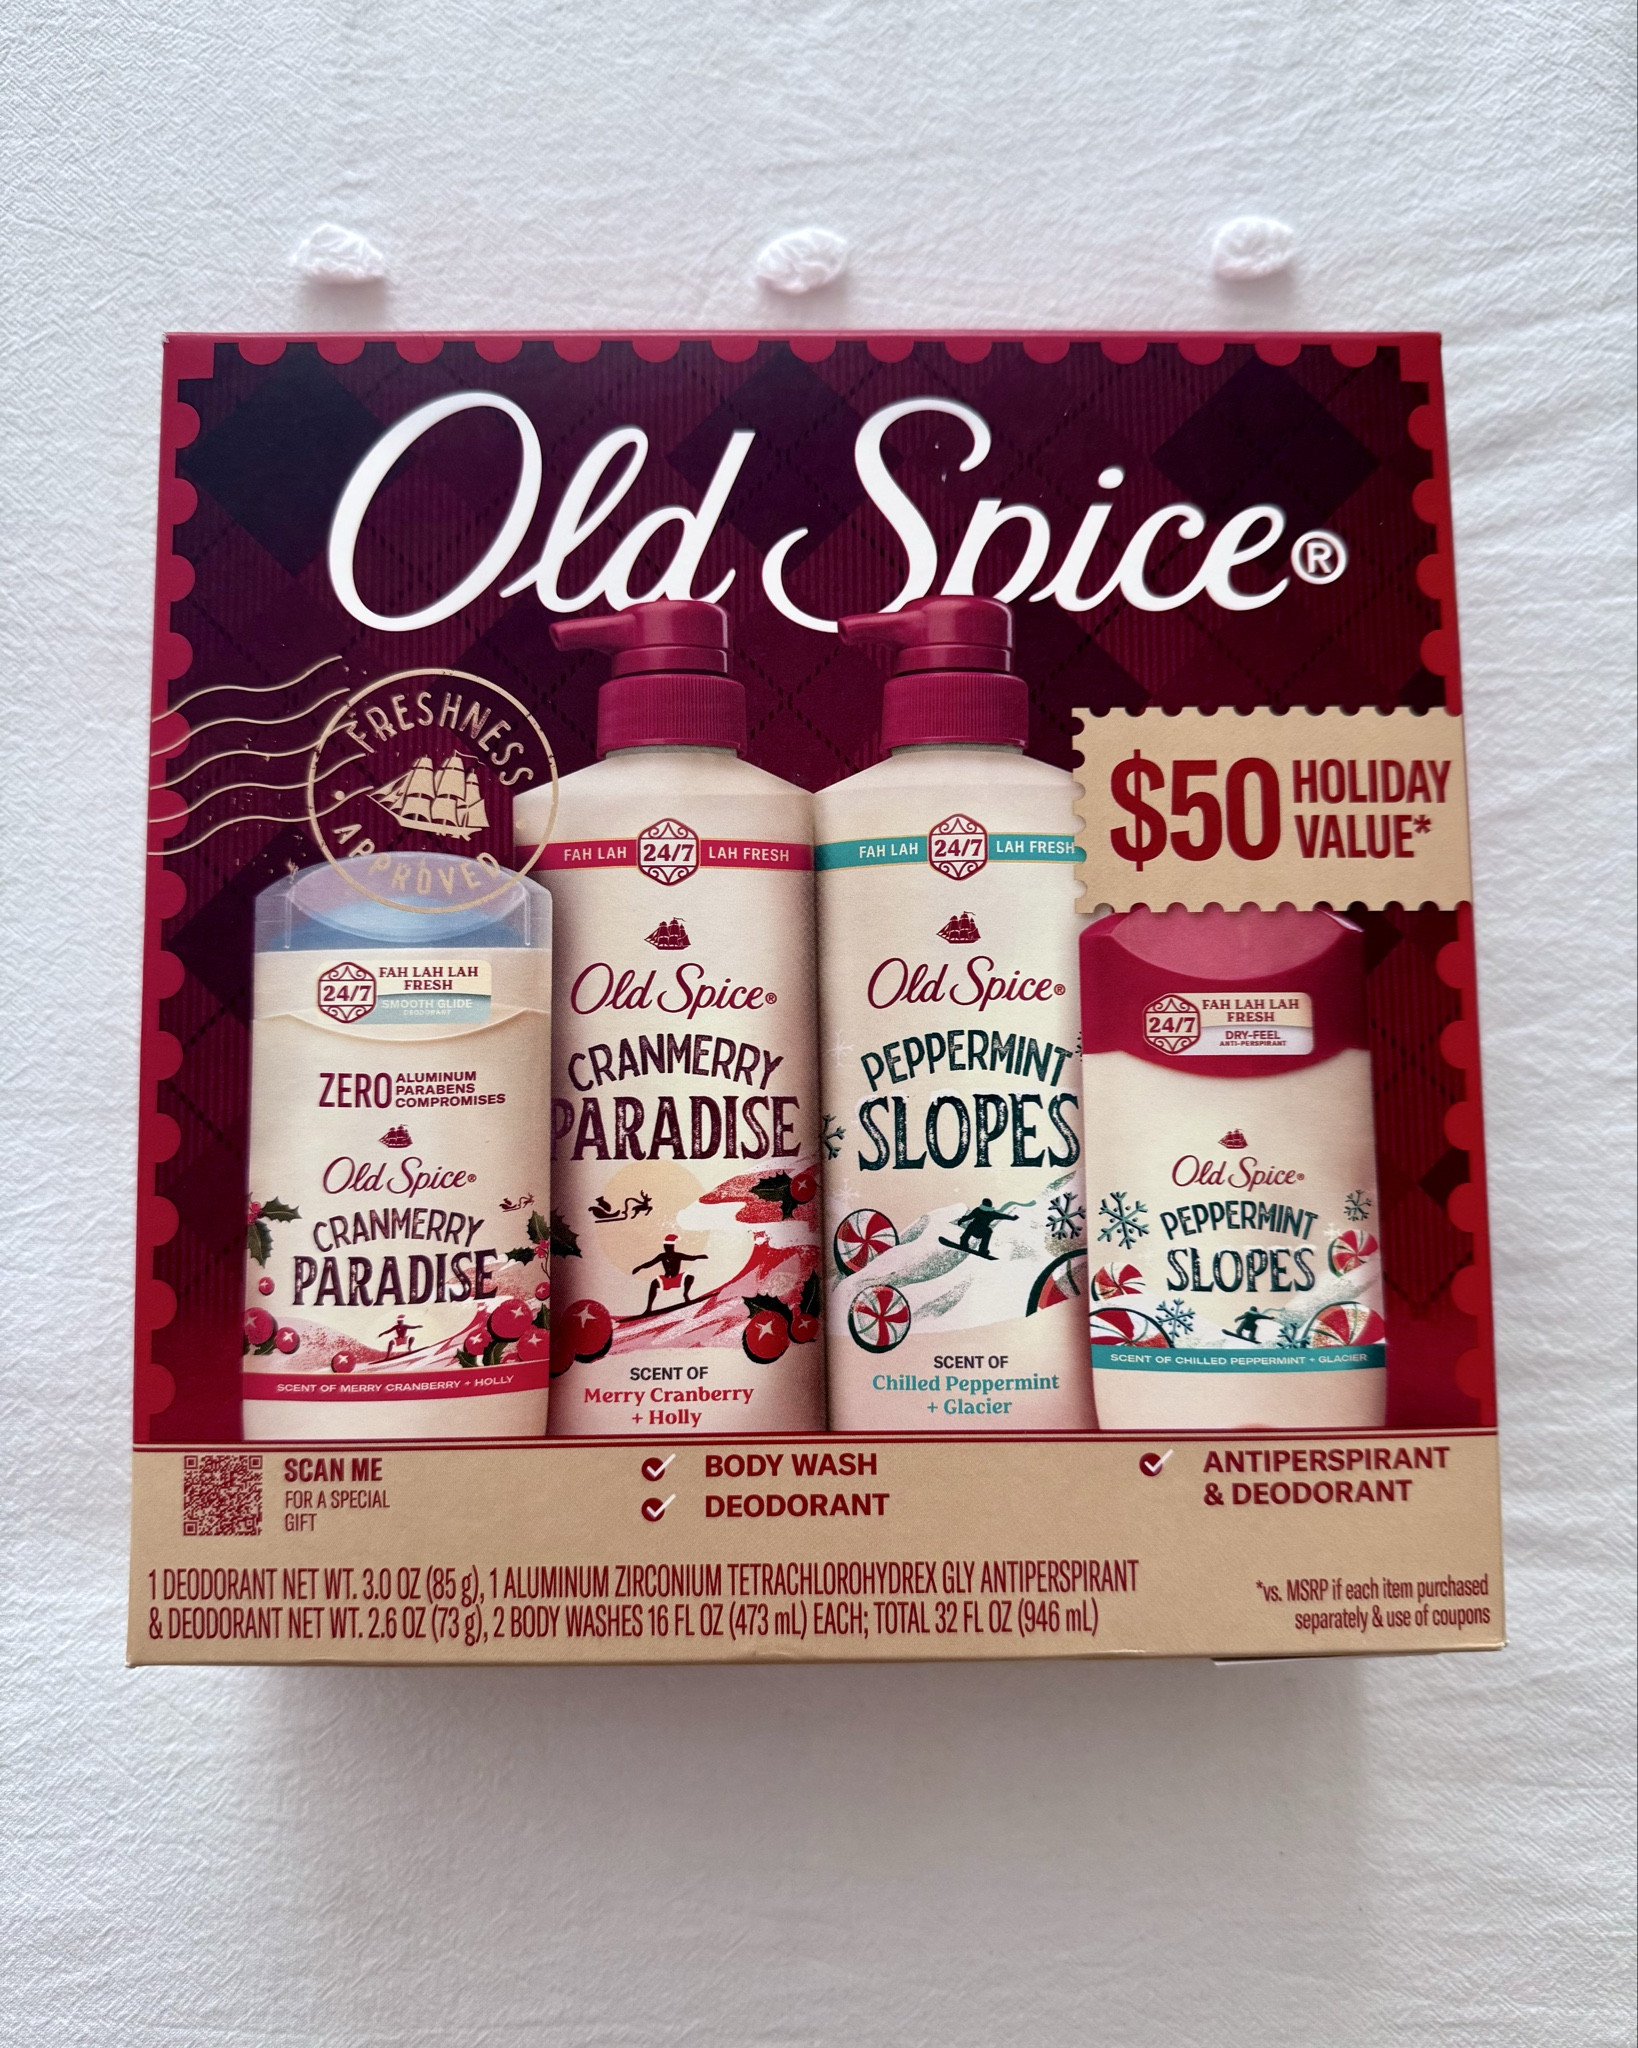 Old Spice®
FRESHNESS
APPROVED
$50 HOLIDAY
VALUE*
24/7
FAH LAH LAH
FRESH
SMOOTH GLIDE
DEODORANT
ZERO ALUMINUM
PARABENS
COMPROMISES
Old Spice®
CRANMERRY
PARADISE
SCENT OF MERRY CRANBERRY + HOLLY
FAH LAH 24/7 LAH FRESH
Old Spice®
CRANMERRY
PARADISE
SCENT OF
Merry Cranberry
+ Holly
FAH LAH 24/7 LAH FRESH
Old Spice®
PEPPERMINT
SLOPES
SCENT OF
Chilled Peppermint
+ Glacier
24/7
FAH LAH LAH
FRESH
DRY-FEEL
ANTI-PERSPIRANT
Old Spice®
PEPPERMINT
SLOPES
SCENT OF CHILLED PEPPERMINT + GLACIER
SCAN ME
FOR A SPECIAL
GIFT
BODY WASH
DEODORANT
ANTIPERSPIRANT
& DEODORANT
1 DEODORANT NET WT. 3.0 OZ (85 g), 1 ALUMINUM ZIRCONIUM TETRACHLOROHYDREX GLY ANTIPERSPIRANT
& DEODORANT NET WT. 2.6 OZ (73 g), 2 BODY WASHES 16 FL OZ (473 mL) EACH; TOTAL 32 FL OZ (946 mL)
*vs. MSRP if each item purchased
separately & use of coupons